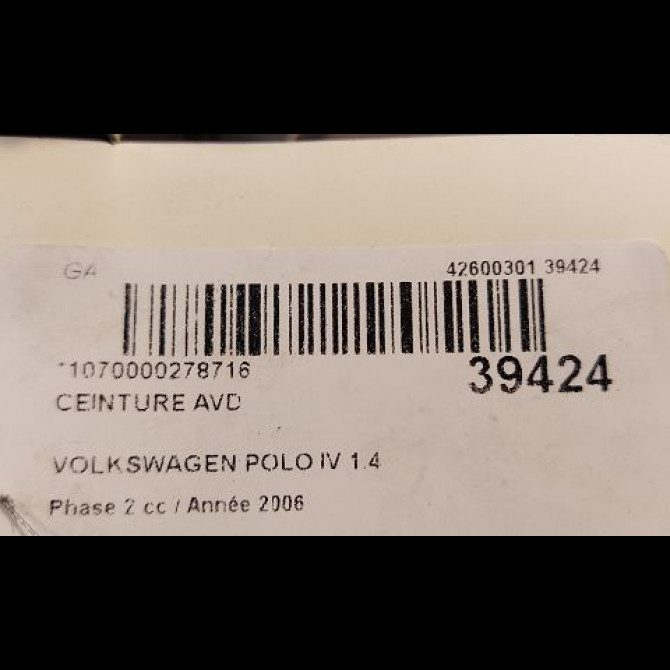 GA 42600301 39424
*1070000278716 39424
CEINTURE AVD
VOLKSWAGEN POLO IV 1.4
Phase 2 cc / Année 2006